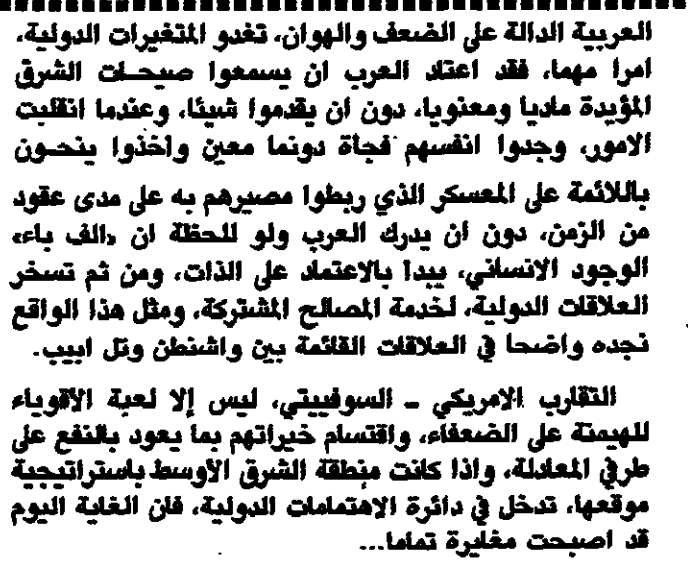 العربية الدالة على الضعف والهوان، تغدو المتغيرات الدولية،
امرا مهما، فقد اعتاد العرب ان يسمعوا صيحات الشرق
المؤيدة ماديا ومعنويا، دون ان يقدموا شيئا، وعندما انقلبت
الامور، وجدوا انفسهم فجأة دونما معين واخذوا ينحون
باللائمة على المعسكر الذي ربطوا مصيرهم به على مدى عقود
من الزمن، دون ان يدرك العرب ولو للحظة ان «الف باء»
الوجود الانساني، يبدا بالاعتماد على الذات، ومن ثم تسخر
العلاقات الدولية، لخدمة المصالح المشتركة، ومثل هذا الواقع
نجده واضحا في العلاقات القائمة بين واشنطن وتل ابيب.
التقارب الامريكي ـ السوفييتي، ليس إلا لعبة الأقوياء
للهيمنة على الضعفاء، واقتسام خيراتهم بما يعود بالنفع على
طرفي المعادلة، واذا كانت منطقة الشرق الأوسط باستراتيجية
موقعها، تدخل في دائرة الاهتمامات الدولية، فان الغاية اليوم
قد اصبحت مغايرة تماما...